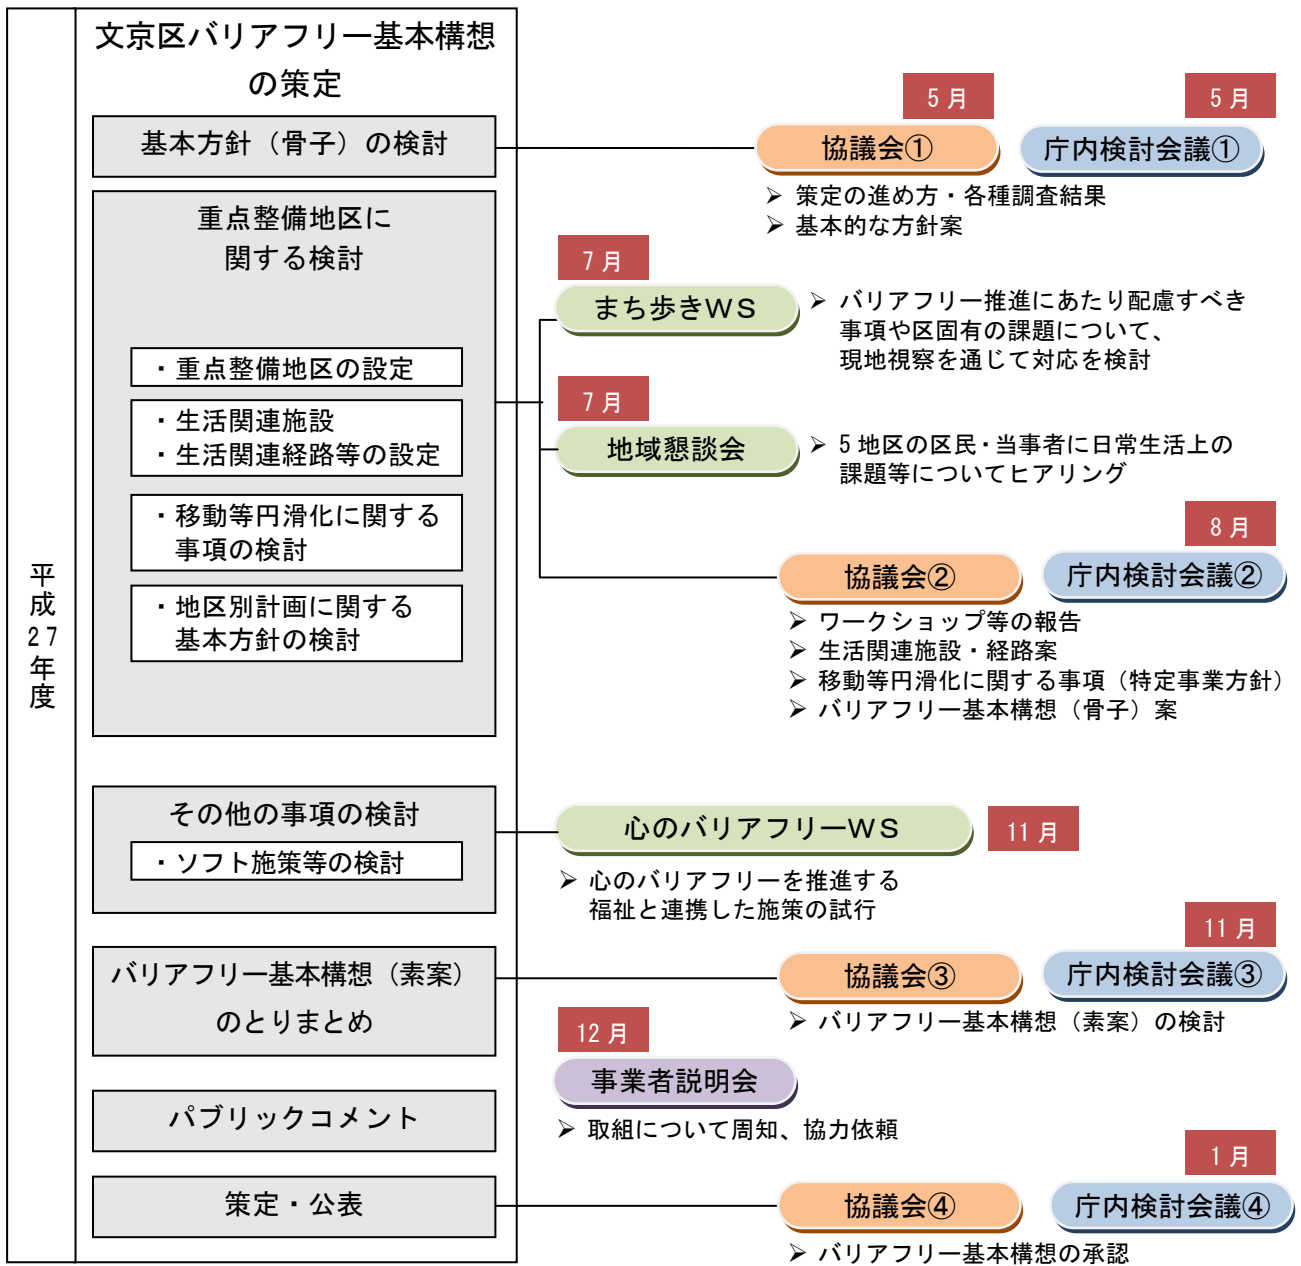 文京区バリアフリー基本構想
の策定
平成27年度
基本方針（骨子）の検討
5月
協議会①
5月
庁内検討会議①
➢ 策定の進め方・各種調査結果
➢ 基本的な方針案
重点整備地区に
関する検討
・重点整備地区の設定
・生活関連施設
・生活関連経路等の設定
・移動等円滑化に関する
事項の検討
・地区別計画に関する
基本方針の検討
7月
まち歩きＷＳ
➢ バリアフリー推進にあたり配慮すべき
事項や区固有の課題について、
現地視察を通じて対応を検討
7月
地域懇談会
➢ 5地区の区民・当事者に日常生活上の
課題等についてヒアリング
8月
協議会②
庁内検討会議②
➢ ワークショップ等の報告
➢ 生活関連施設・経路案
➢ 移動等円滑化に関する事項（特定事業方針）
➢ バリアフリー基本構想（骨子）案
その他の事項の検討
・ソフト施策等の検討
心のバリアフリーＷＳ
11月
➢ 心のバリアフリーを推進する
福祉と連携した施策の試行
バリアフリー基本構想（素案）
のとりまとめ
11月
協議会③
庁内検討会議③
➢ バリアフリー基本構想（素案）の検討
12月
事業者説明会
➢ 取組について周知、協力依頼
パブリックコメント
策定・公表
1月
協議会④
庁内検討会議④
➢ バリアフリー基本構想の承認